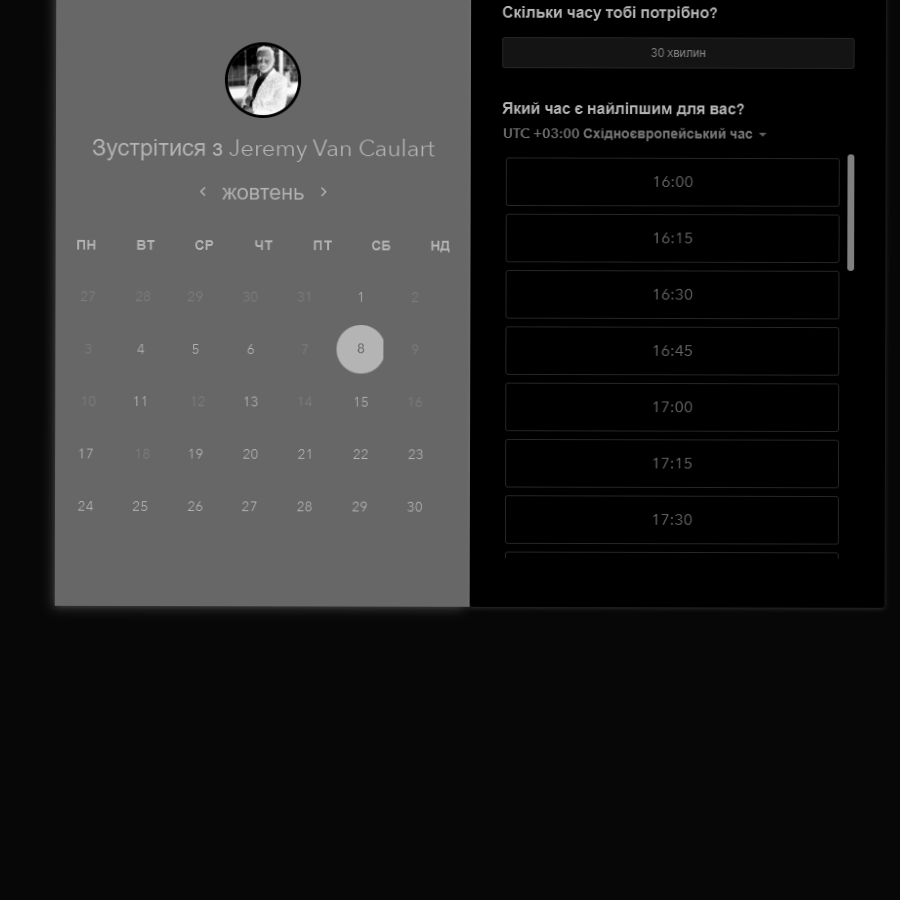 Зустрітися з Jeremy Van Caulart
жовтень
ПН ВТ СР ЧТ ПТ СБ НД
27 28 29 30 31 1 2
3 4 5 6 7 8 9
10 11 12 13 14 15 16
17 18 19 20 21 22 23
24 25 26 27 28 29 30
Скільки часу тобі потрібно?
30 хвилин
Який час є найліпшим для вас?
UTC +03:00 Східноєвропейський час
16:00
16:15
16:30
16:45
17:00
17:15
17:30